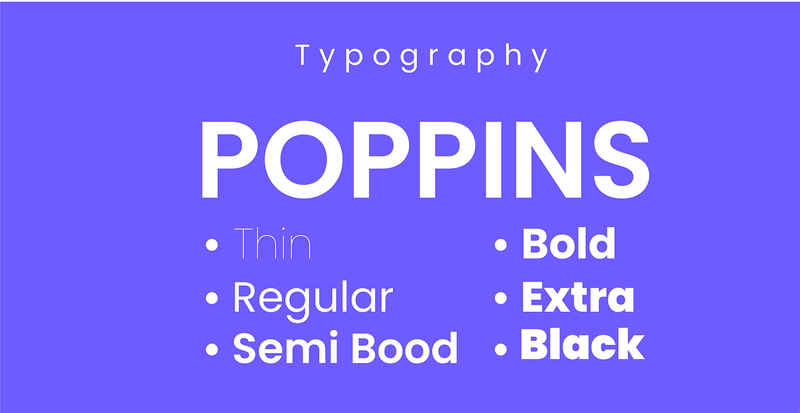 Typography
POPPINS
• Thin
• Regular
• Semi Bood
• Bold
• Extra
• Black